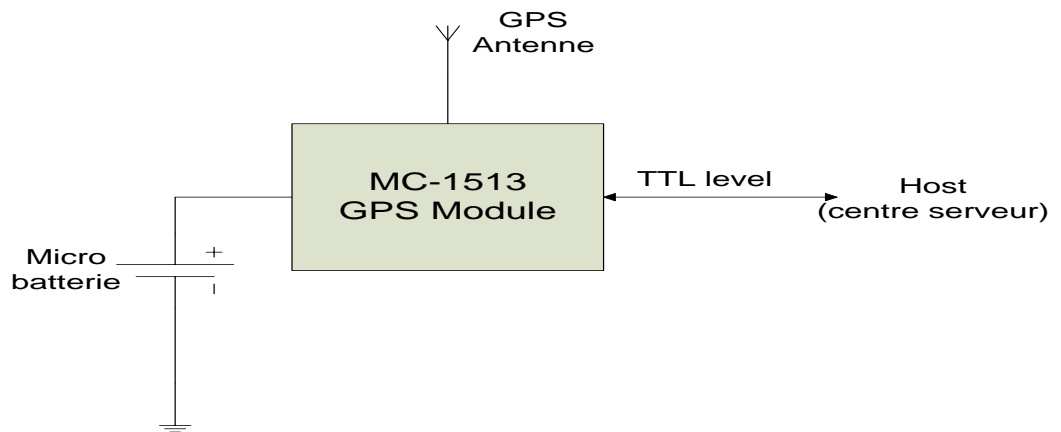 GPS
Antenne
MC-1513
GPS Module
TTL level
Host
(centre serveur)
Micro
batterie
+
−